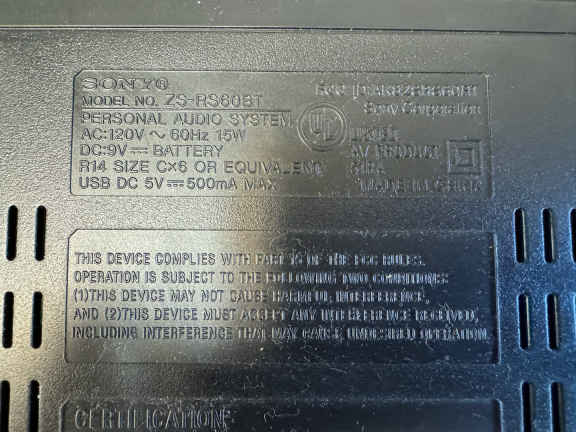 SONY®
MODEL NO. ZS-RS60BT
PERSONAL AUDIO SYSTEM
AC:120V ~ 60Hz 15W
DC:9V ⎓ BATTERY
R14 SIZE C×6 OR EQUIVALENT
USB DC 5V ⎓ 500mA MAX
UL
Sony Corporation
AV PRODUCT
THIS DEVICE COMPLIES WITH PART 15 OF THE FCC RULES.
OPERATION IS SUBJECT TO THE FOLLOWING TWO CONDITIONS:
(1)THIS DEVICE MAY NOT CAUSE HARMFUL INTERFERENCE,
AND (2)THIS DEVICE MUST ACCEPT ANY INTERFERENCE RECEIVED,
INCLUDING INTERFERENCE THAT MAY CAUSE UNDESIRED OPERATION.
CERTIFICATION